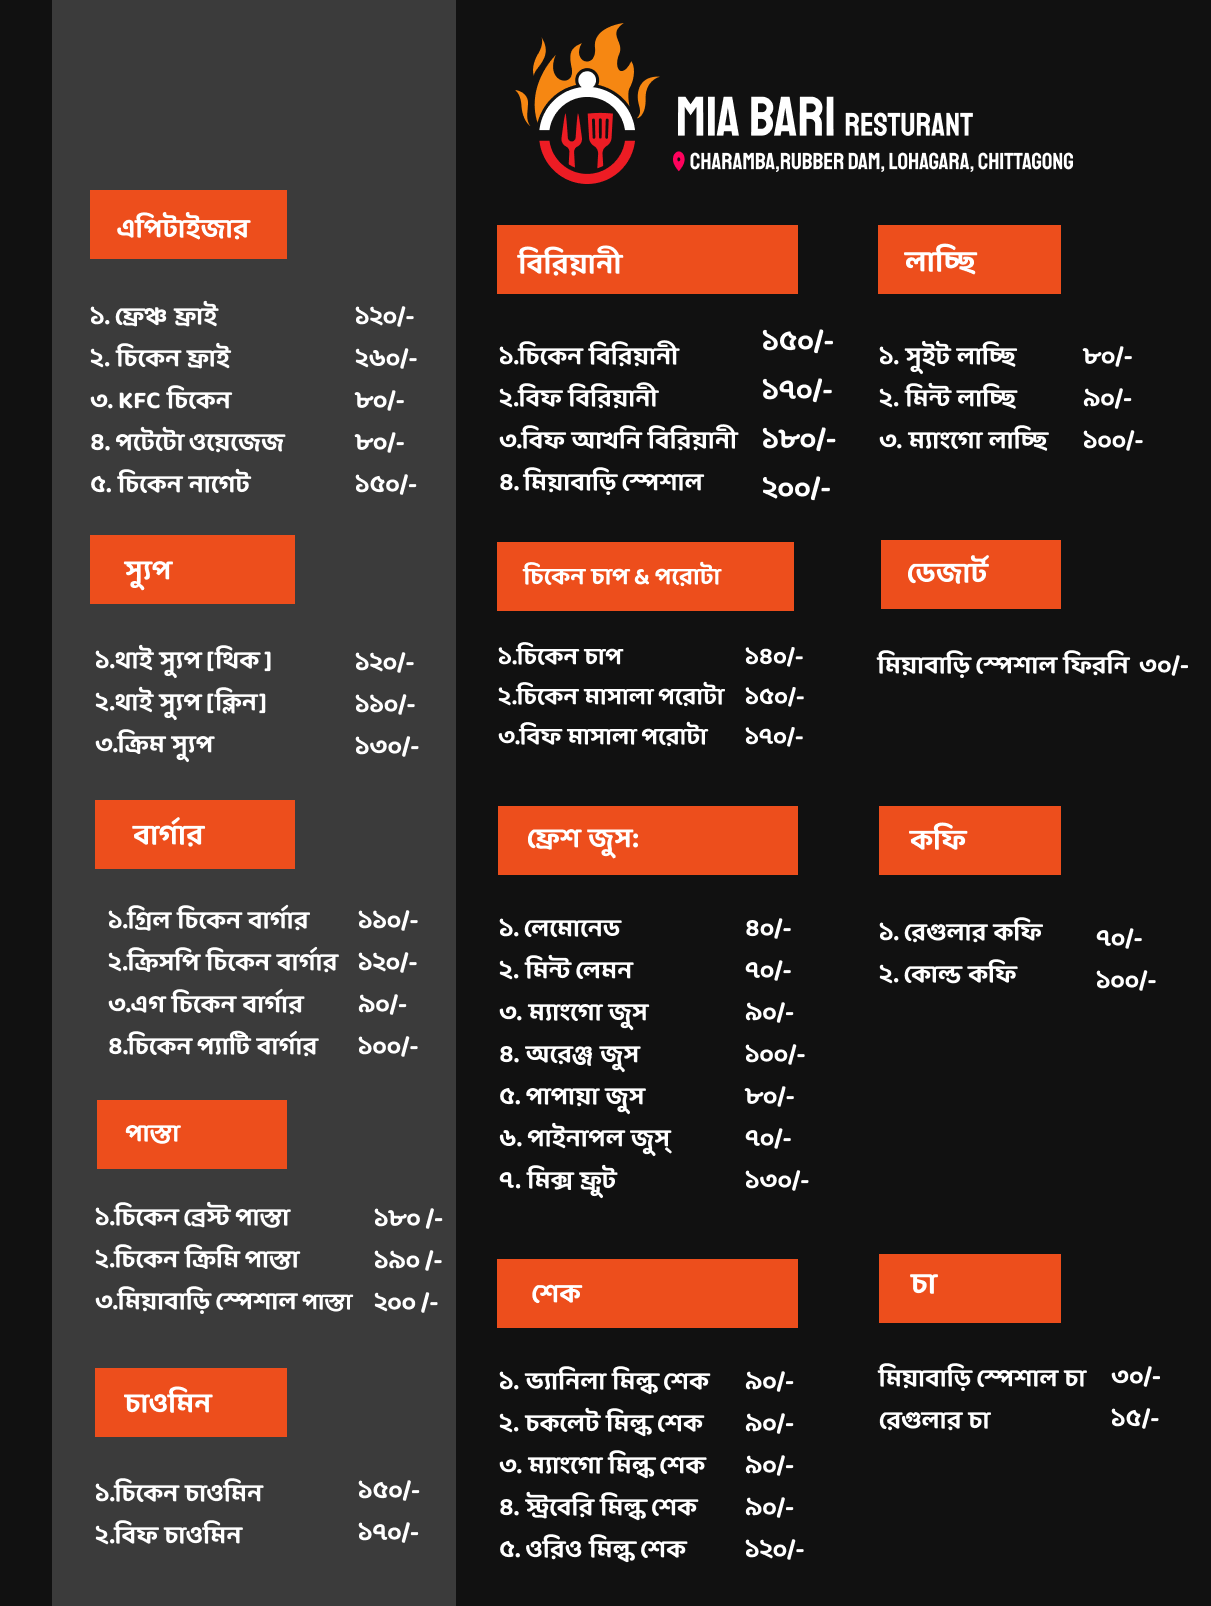 MIA BARI RESTURANT
CHARAMBA,RUBBER DAM, LOHAGARA, CHITTAGONG
এপিটাইজার
১. ফ্রেঞ্চ ফ্রাই ১২০/-
২. চিকেন ফ্রাই ২৬০/-
৩. KFC চিকেন ৮০/-
৪. পটেটো ওয়েজেজ ৮০/-
৫. চিকেন নাগেট ১৫০/-
স্যুপ
১.থাই স্যুপ [থিক ] ১২০/-
২.থাই স্যুপ [ক্লিন] ১১০/-
৩.ক্রিম স্যুপ ১৩০/-
বার্গার
১.গ্রিল চিকেন বার্গার ১১০/-
২.ক্রিসপি চিকেন বার্গার ১২০/-
৩.এগ চিকেন বার্গার ৯০/-
৪.চিকেন প্যাটি বার্গার ১০০/-
পাস্তা
১.চিকেন ব্রেস্ট পাস্তা ১৮০ /-
২.চিকেন ক্রিমি পাস্তা ১৯০ /-
৩.মিয়াবাড়ি স্পেশাল পাস্তা ২০০ /-
চাওমিন
১.চিকেন চাওমিন ১৫০/-
২.বিফ চাওমিন ১৭০/-
বিরিয়ানী
১.চিকেন বিরিয়ানী ১৫০/-
২.বিফ বিরিয়ানী ১৭০/-
৩.বিফ আখনি বিরিয়ানী ১৮০/-
৪. মিয়াবাড়ি স্পেশাল ২০০/-
চিকেন চাপ & পরোটা
১.চিকেন চাপ ১৪০/-
২.চিকেন মাসালা পরোটা ১৫০/-
৩.বিফ মাসালা পরোটা ১৭০/-
ফ্রেশ জুস:
১. লেমোনেড ৪০/-
২. মিন্ট লেমন ৭০/-
৩. ম্যাংগো জুস ৯০/-
৪. অরেঞ্জ জুস ১০০/-
৫. পাপায়া জুস ৮০/-
৬. পাইনাপল জুস্ ৭০/-
৭. মিক্স ফ্রুট ১৩০/-
শেক
১. ভ্যানিলা মিল্ক শেক ৯০/-
২. চকলেট মিল্ক শেক ৯০/-
৩. ম্যাংগো মিল্ক শেক ৯০/-
৪. স্ট্রবেরি মিল্ক শেক ৯০/-
৫. ওরিও মিল্ক শেক ১২০/-
লাচ্ছি
১. সুইট লাচ্ছি ৮০/-
২. মিন্ট লাচ্ছি ৯০/-
৩. ম্যাংগো লাচ্ছি ১০০/-
ডেজার্ট
মিয়াবাড়ি স্পেশাল ফিরনি ৩০/-
কফি
১. রেগুলার কফি ৭০/-
২. কোল্ড কফি ১০০/-
চা
মিয়াবাড়ি স্পেশাল চা ৩০/-
রেগুলার চা ১৫/-